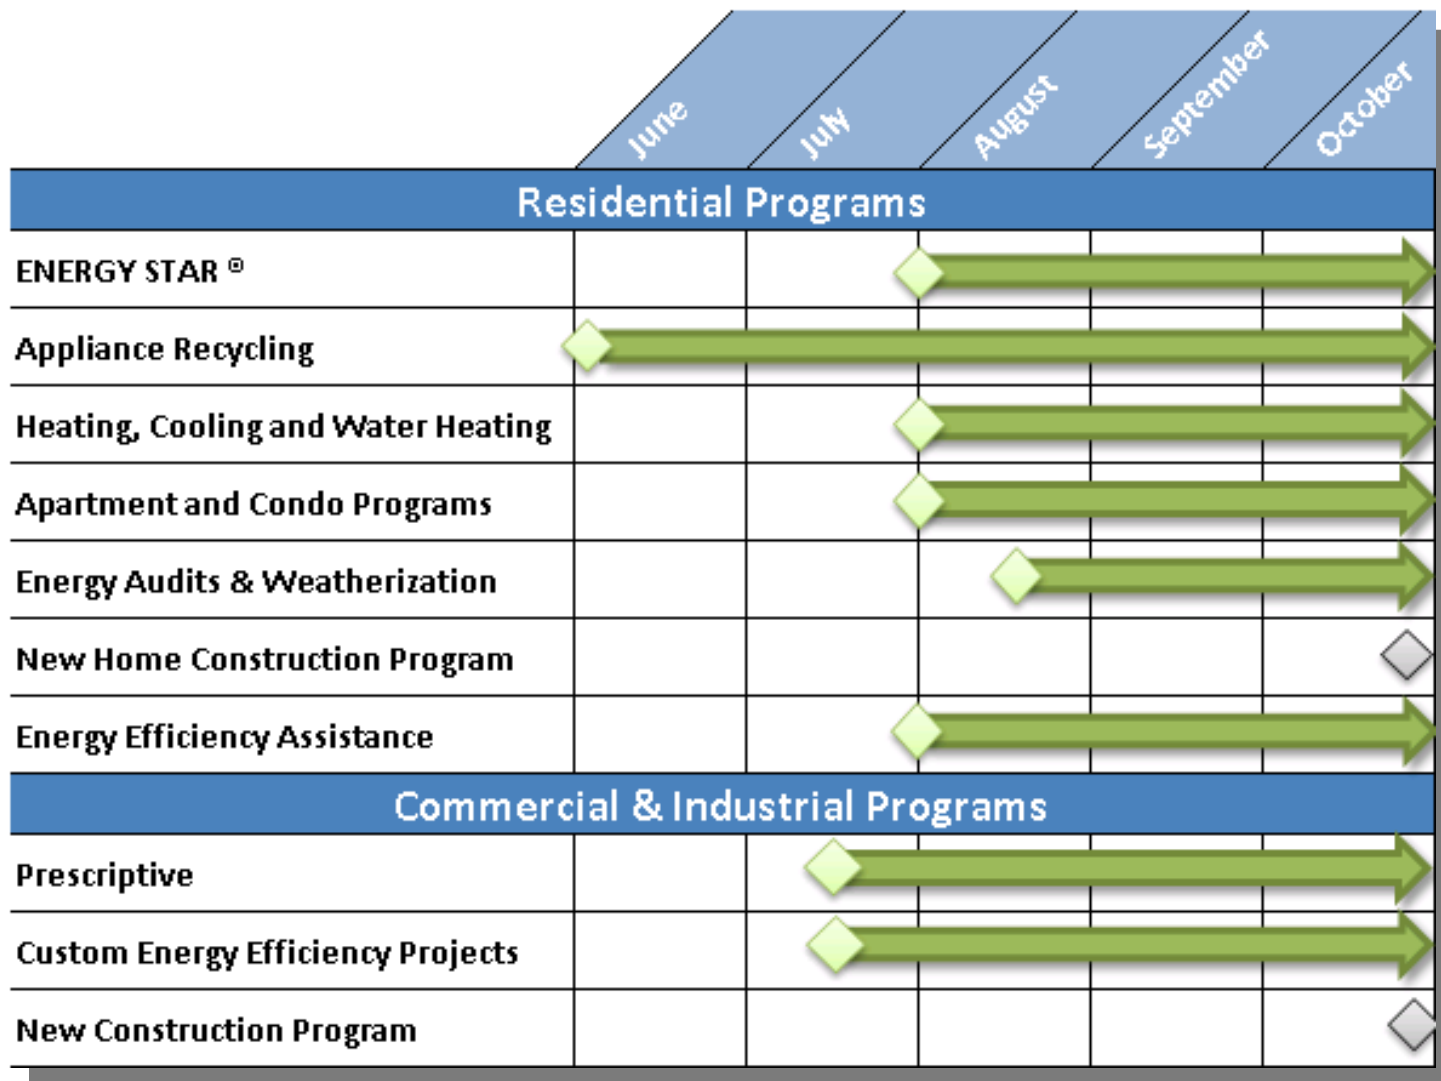 June
July
August
September
October
Residential Programs
ENERGY STAR ®
Appliance Recycling
Heating, Cooling and Water Heating
Apartment and Condo Programs
Energy Audits & Weatherization
New Home Construction Program
Energy Efficiency Assistance
Commercial & Industrial Programs
Prescriptive
Custom Energy Efficiency Projects
New Construction Program